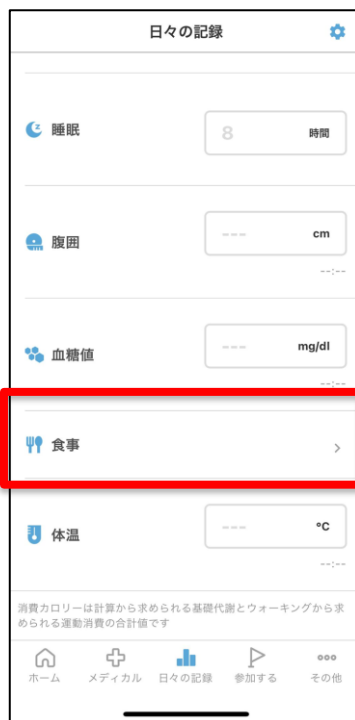 日々の記録
睡眠
8 時間
腹囲
--- cm
--:--
血糖値
--- mg/dl
--:--
食事
体温
--- °C
--:--
消費カロリーは計算から求められる基礎代謝とウォーキングから求
められる運動消費の合計値です
ホーム メディカル 日々の記録 参加する その他